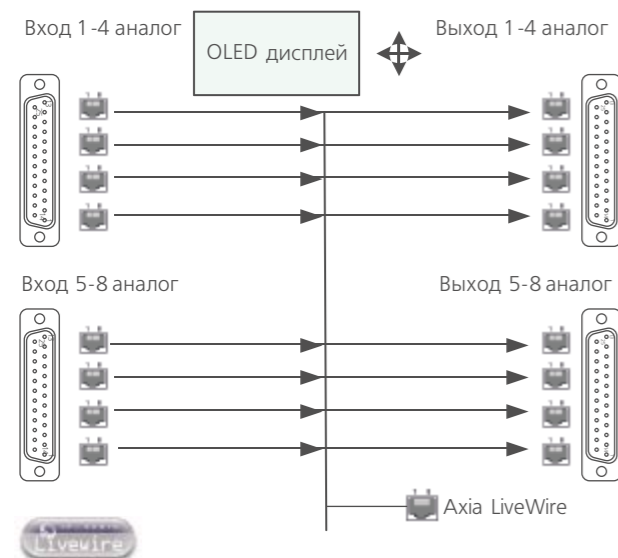 Вход 1-4 аналог
OLED дисплей
Выход 1-4 аналог
Вход 5-8 аналог
Выход 5-8 аналог
Axia LiveWire
Livewire